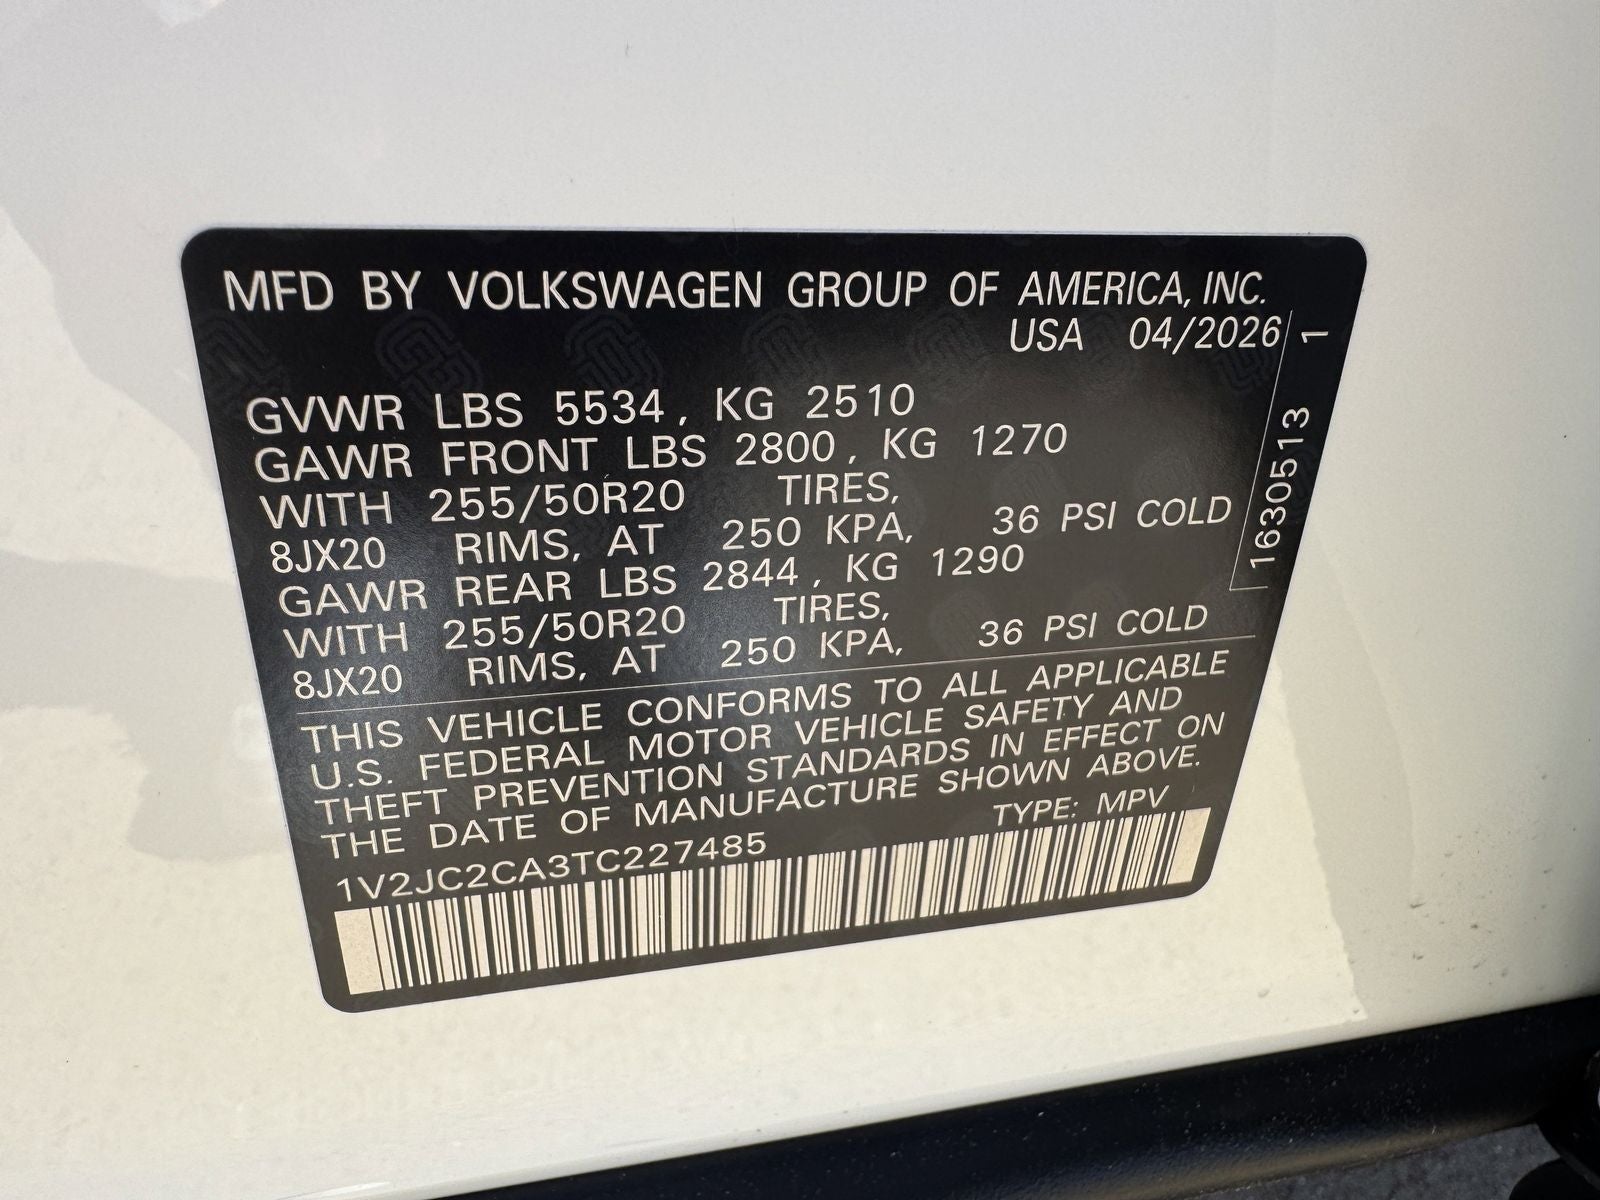 MFD BY VOLKSWAGEN GROUP OF AMERICA, INC.
USA 04/2026
GVWR LBS 5534, KG 2510
GAWR FRONT LBS 2800, KG 1270
WITH 255/50R20 TIRES,
8JX20 RIMS, AT 250 KPA, 36 PSI COLD
GAWR REAR LBS 2844, KG 1290
WITH 255/50R20 TIRES,
8JX20 RIMS, AT 250 KPA, 36 PSI COLD
THIS VEHICLE CONFORMS TO ALL APPLICABLE
U.S. FEDERAL MOTOR VEHICLE SAFETY AND
THEFT PREVENTION STANDARDS IN EFFECT ON
THE DATE OF MANUFACTURE SHOWN ABOVE.
TYPE: MPV
1V2JC2CA3TC227485
1630513 1